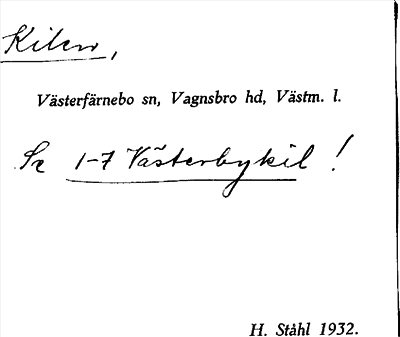 Kilen,
Västerfärnebo sn, Vagnsbro hd, Västm. l.
Se 1-7 Västerbykil !
H. Ståhl 1932.